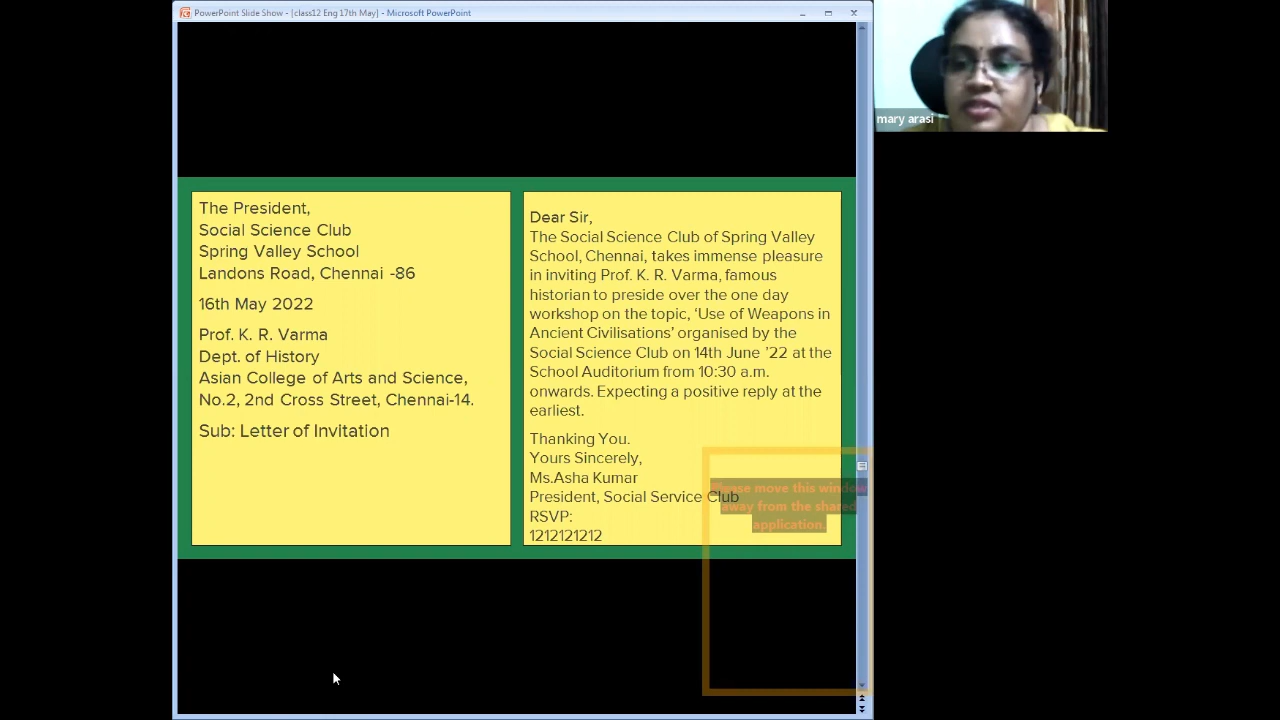 PowerPoint Slide Show - [class12 Eng 17th May] - Microsoft PowerPoint
mary arasi
The President,
Social Science Club
Spring Valley School
Landons Road, Chennai -86
16th May 2022
Prof. K. R. Varma
Dept. of History
Asian College of Arts and Science,
No.2, 2nd Cross Street, Chennai-14.
Sub: Letter of Invitation
Dear Sir,
The Social Science Club of Spring Valley
School, Chennai, takes immense pleasure
in inviting Prof. K. R. Varma, famous
historian to preside over the one day
workshop on the topic, ‘Use of Weapons in
Ancient Civilisations’ organised by the
Social Science Club on 14th June ’22 at the
School Auditorium from 10:30 a.m.
onwards. Expecting a positive reply at the
earliest.
Thanking You.
Yours Sincerely,
Ms.Asha Kumar
President, Social Service Club
RSVP:
1212121212
Please move this window
away from the shared
application.